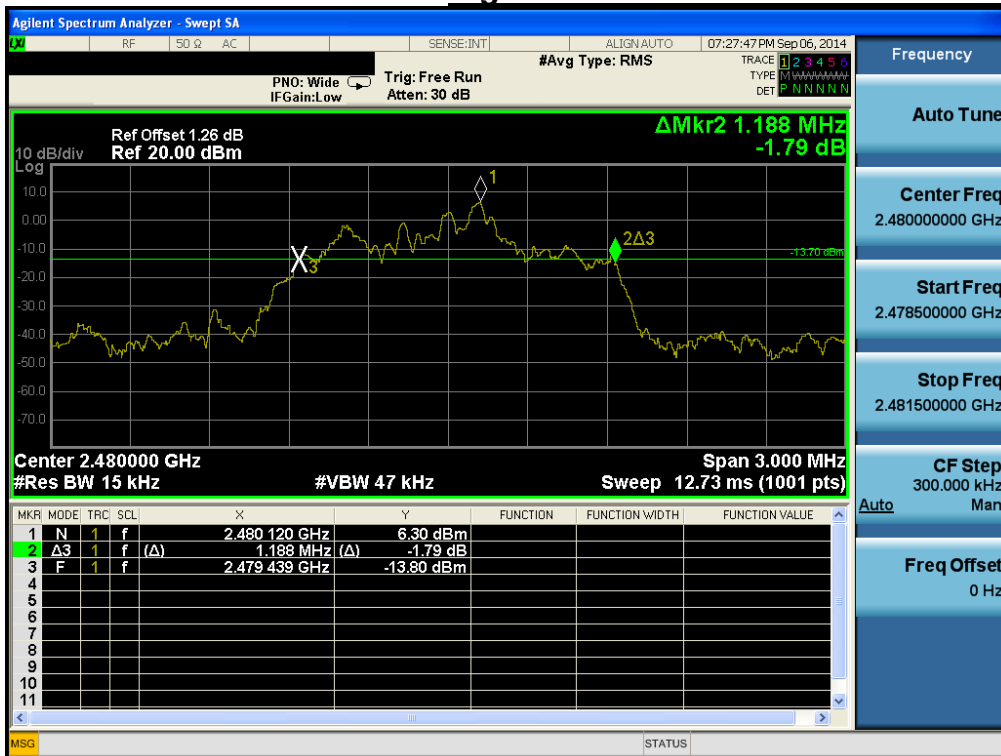 Agilent Spectrum Analyzer - Swept SA
LXI RF 50 Ω AC SENSE:INT ALIGN AUTO 07:27:47 PM Sep 06, 2014
#Avg Type: RMS TRACE 1 2 3 4 5 6
PNO: Wide Trig: Free Run TYPE M WWWWW
IFGain:Low Atten: 30 dB DET P N N N N N
ΔMkr2 1.188 MHz
-1.79 dB
Ref Offset 1.26 dB
10 dB/div Ref 20.00 dBm
Log
10.0
0.00
-10.0
-20.0
-30.0
-40.0
-50.0
-60.0
-70.0
1
2Δ3
3
-13.70 dBm
Center 2.480000 GHz Span 3.000 MHz
#Res BW 15 kHz #VBW 47 kHz Sweep 12.73 ms (1001 pts)
MKR MODE TRC SCL X Y FUNCTION FUNCTION WIDTH FUNCTION VALUE
1 N 1 f 2.480 120 GHz 6.30 dBm
2 Δ3 1 f (Δ) 1.188 MHz (Δ) -1.79 dB
3 F 1 f 2.479 439 GHz -13.80 dBm
4
5
6
7
8
9
10
11
MSG STATUS
Frequency
Auto Tune
Center Freq
2.480000000 GHz
Start Freq
2.478500000 GHz
Stop Freq
2.481500000 GHz
CF Step
300.000 kHz
Auto Man
Freq Offset
0 Hz